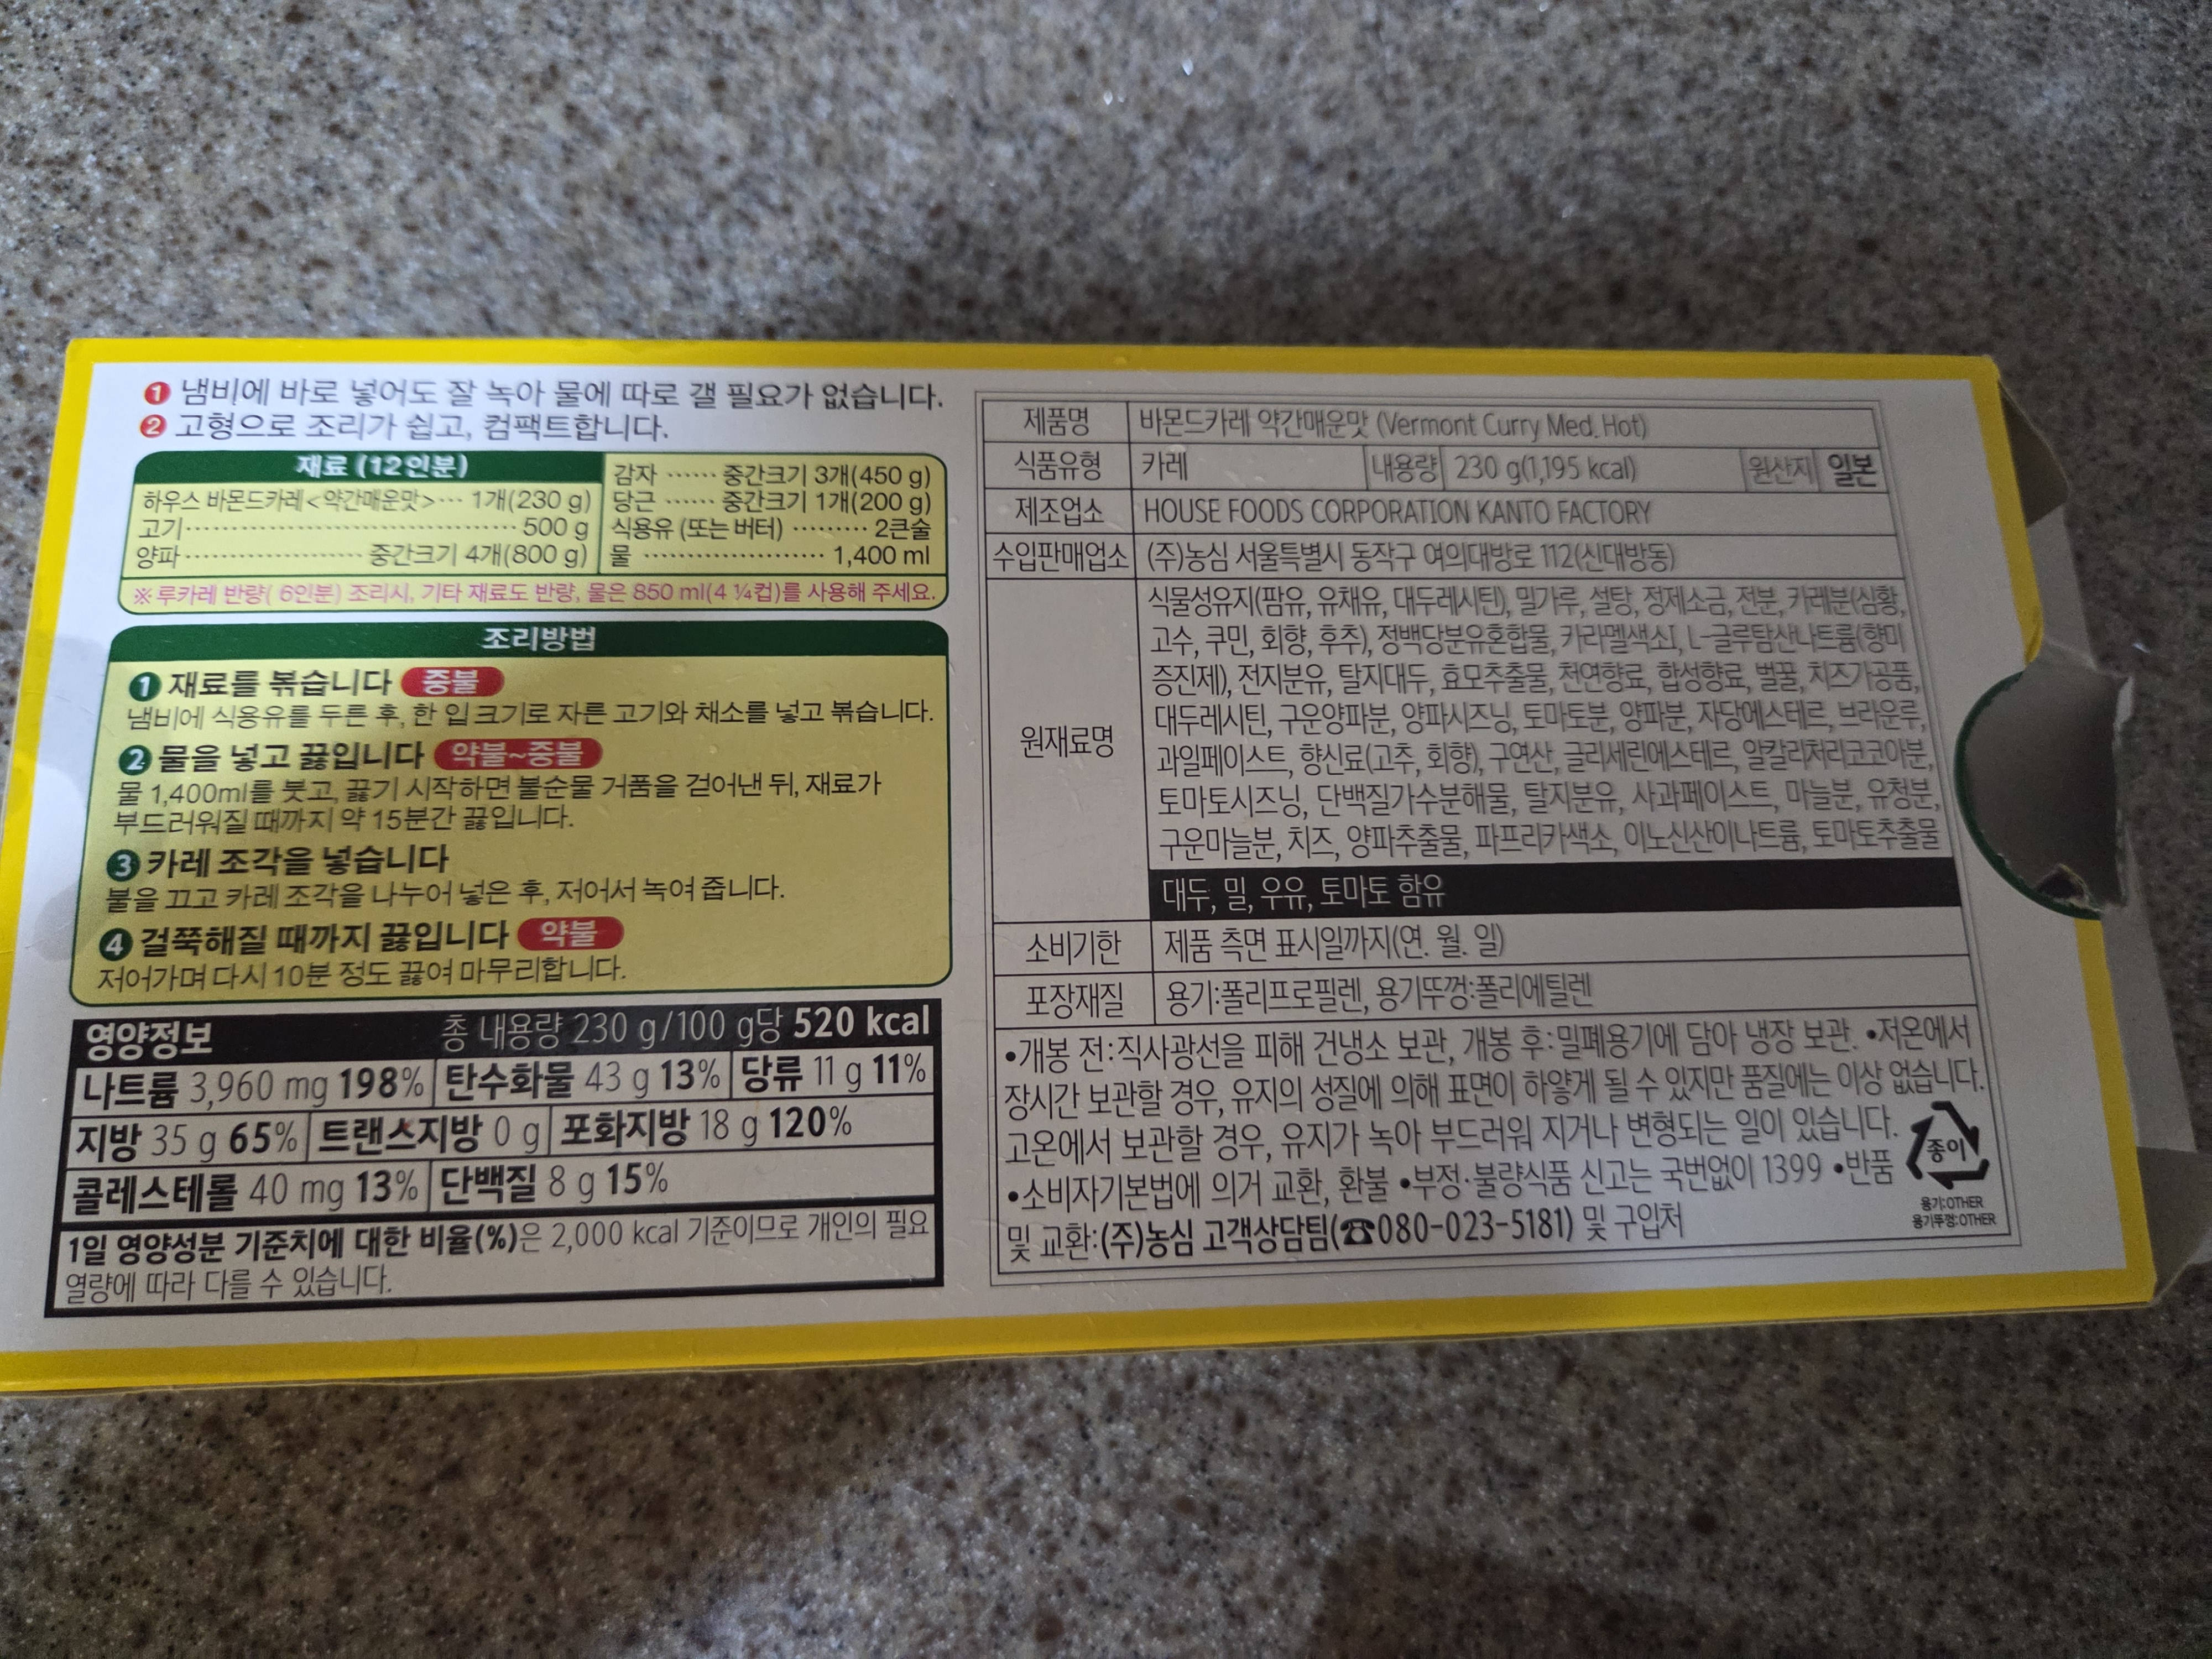 1 냄비에 바로 넣어도 잘 녹아 물에 따로 갤 필요가 없습니다.
2 고형으로 조리가 쉽고, 컴팩트합니다.
재료 (12인분)
하우스 바몬드카레<약간매운맛>… 1개(230 g)
고기…………………………… 500 g
양파 ……………… 중간크기 4개(800 g)
감자 …… 중간크기 3개(450 g)
당근 …… 중간크기 1개(200 g)
식용유 (또는 버터) ……… 2큰술
물 ………………… 1,400 ml
※루카레 반량( 6인분) 조리시, 기타 재료도 반량, 물은 850 ml(4 ¼컵)를 사용해 주세요.
조리방법
1 재료를 볶습니다 중불
냄비에 식용유를 두른 후, 한 입 크기로 자른 고기와 채소를 넣고 볶습니다.
2 물을 넣고 끓입니다 약불~중불
물 1,400ml를 붓고, 끓기 시작하면 불순물 거품을 걷어낸 뒤, 재료가
부드러워질 때까지 약 15분간 끓입니다.
3 카레 조각을 넣습니다
불을 끄고 카레 조각을 나누어 넣은 후, 저어서 녹여 줍니다.
4 걸쭉해질 때까지 끓입니다 약불
저어가며 다시 10분 정도 끓여 마무리합니다.
영양정보 총 내용량 230 g/100 g당 520 kcal
나트륨 3,960 mg 198% 탄수화물 43 g 13% 당류 11 g 11%
지방 35 g 65% 트랜스지방 0 g 포화지방 18 g 120%
콜레스테롤 40 mg 13% 단백질 8 g 15%
1일 영양성분 기준치에 대한 비율(%)은 2,000 kcal 기준이므로 개인의 필요
열량에 따라 다를 수 있습니다.
제품명 바몬드카레 약간매운맛 (Vermont Curry Med. Hot)
식품유형 카레 내용량 230 g(1,195 kcal) 원산지 일본
제조업소 HOUSE FOODS CORPORATION KANTO FACTORY
수입판매업소 (주)농심 서울특별시 동작구 여의대방로 112(신대방동)
원재료명
식물성유지(팜유, 유채유, 대두레시틴), 밀가루, 설탕, 정제소금, 전분, 카레분(심황,
고수, 쿠민, 회향, 후추), 정백당분유혼합물, 카라멜색소I, L-글루탐산나트륨(향미
증진제), 전지분유, 탈지대두, 효모추출물, 천연향료, 합성향료, 벌꿀, 치즈가공품,
대두레시틴, 구운양파분, 양파시즈닝, 토마토분, 양파분, 자당에스테르, 브라운루,
과일페이스트, 향신료(고추, 회향), 구연산, 글리세린에스테르, 알칼리처리코코아분,
토마토시즈닝, 단백질가수분해물, 탈지분유, 사과페이스트, 마늘분, 유청분,
구운마늘분, 치즈, 양파추출물, 파프리카색소, 이노신산이나트륨, 토마토추출물
대두, 밀, 우유, 토마토 함유
소비기한 제품 측면 표시일까지(연. 월. 일)
포장재질 용기:폴리프로필렌, 용기뚜껑:폴리에틸렌
•개봉 전:직사광선을 피해 건냉소 보관, 개봉 후:밀폐용기에 담아 냉장 보관. •저온에서
장시간 보관할 경우, 유지의 성질에 의해 표면이 하얗게 될 수 있지만 품질에는 이상 없습니다.
고온에서 보관할 경우, 유지가 녹아 부드러워 지거나 변형되는 일이 있습니다.
•소비자기본법에 의거 교환, 환불 •부정·불량식품 신고는 국번없이 1399 •반품
및 교환:(주)농심 고객상담팀(☎080-023-5181) 및 구입처
종이
용기:OTHER
용기뚜껑:OTHER